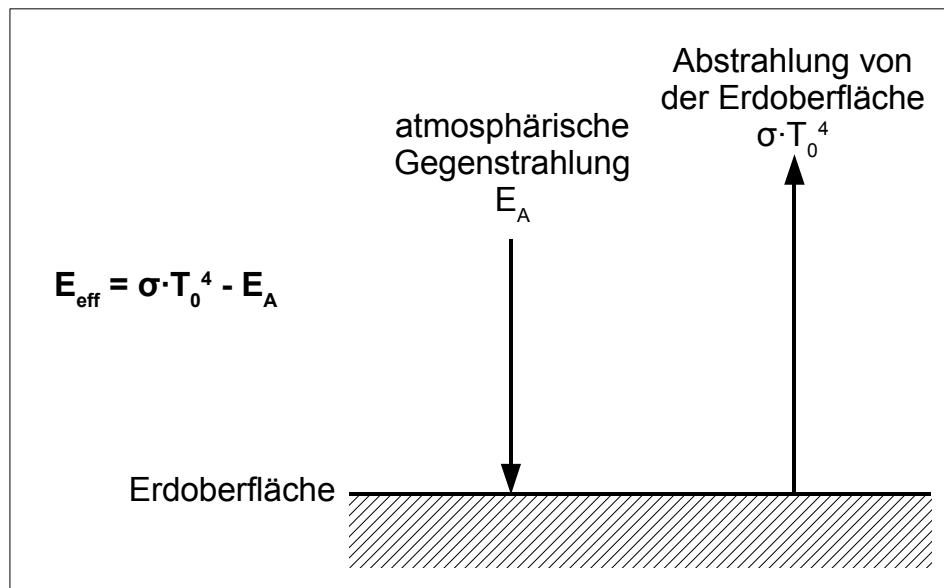 Abstrahlung von
der Erdoberfläche
σ·T₀⁴
atmosphärische
Gegenstrahlung
E_A
E_eff = σ·T₀⁴ - E_A
Erdoberfläche